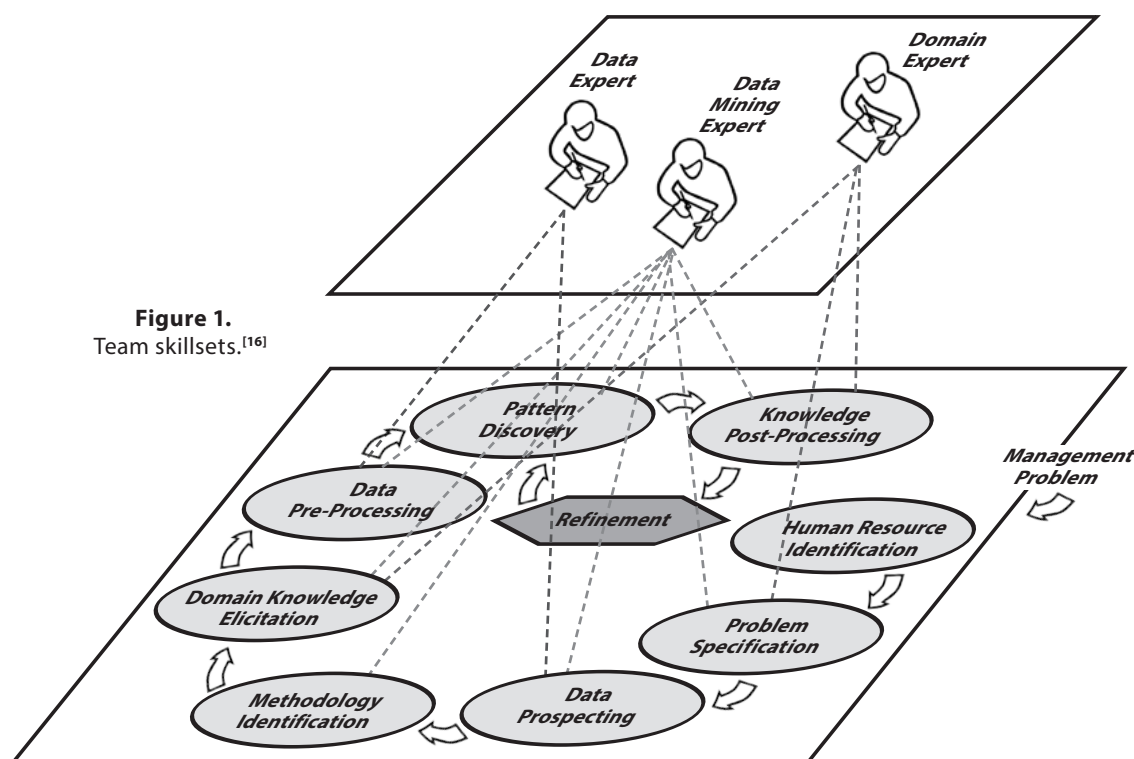 Domain
Expert
Data
Expert
Data
Mining
Expert
Figure 1.
Team skillsets.[16]
Pattern
Discovery
Knowledge
Post-Processing
Management
Problem
Data
Pre-Processing
Refinement
Human Resource
Identification
Domain Knowledge
Elicitation
Problem
Specification
Methodology
Identification
Data
Prospecting